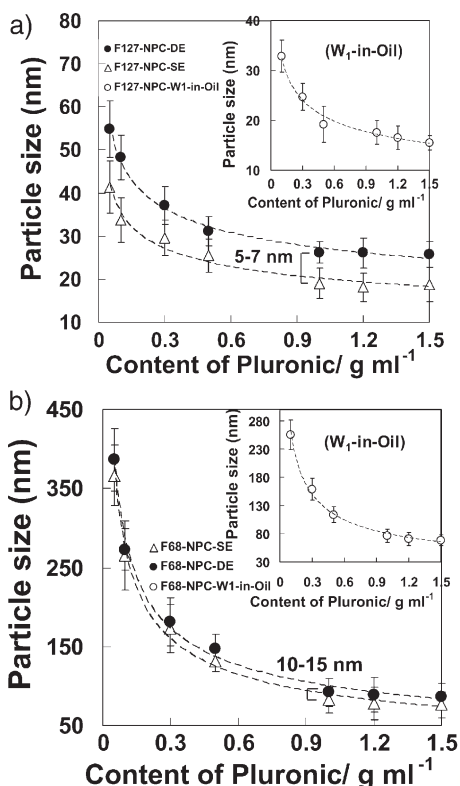 a)
80
70
60
50
40
30
20
10
Particle size (nm)
F127-NPC-DE
F127-NPC-SE
F127-NPC-W1-in-Oil
40
30
20
10
Particle size (nm)
(W1-in-Oil)
0 0.3 0.6 0.9 1.2 1.5
Content of Pluronic/ g ml-1
5-7 nm
0 0.3 0.6 0.9 1.2 1.5
Content of Pluronic/ g ml-1
b)
450
350
250
150
50
Particle size (nm)
280
230
180
130
80
30
Particle size (nm)
(W1-in-Oil)
0 0.3 0.6 0.9 1.2 1.5
Content of Pluronic/ g ml-1
F68-NPC-SE
F68-NPC-DE
F68-NPC-W1-in-Oil
10-15 nm
0 0.3 0.6 0.9 1.2 1.5
Content of Pluronic/ g ml-1